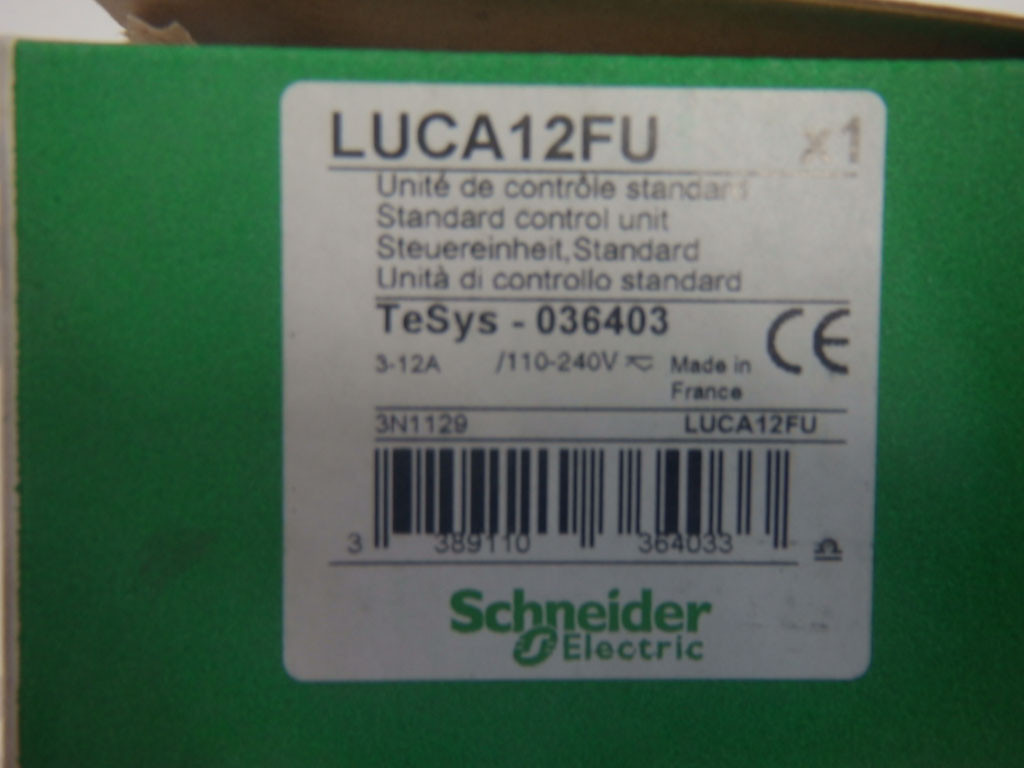 LUCA12FU x1
Unité de contrôle standard
Standard control unit
Steuereinheit,Standard
Unità di controllo standard
TeSys - 036403
CE
3-12A /110-240V Made in
France
3N1129 LUCA12FU
3 389110 364033
Schneider
Electric